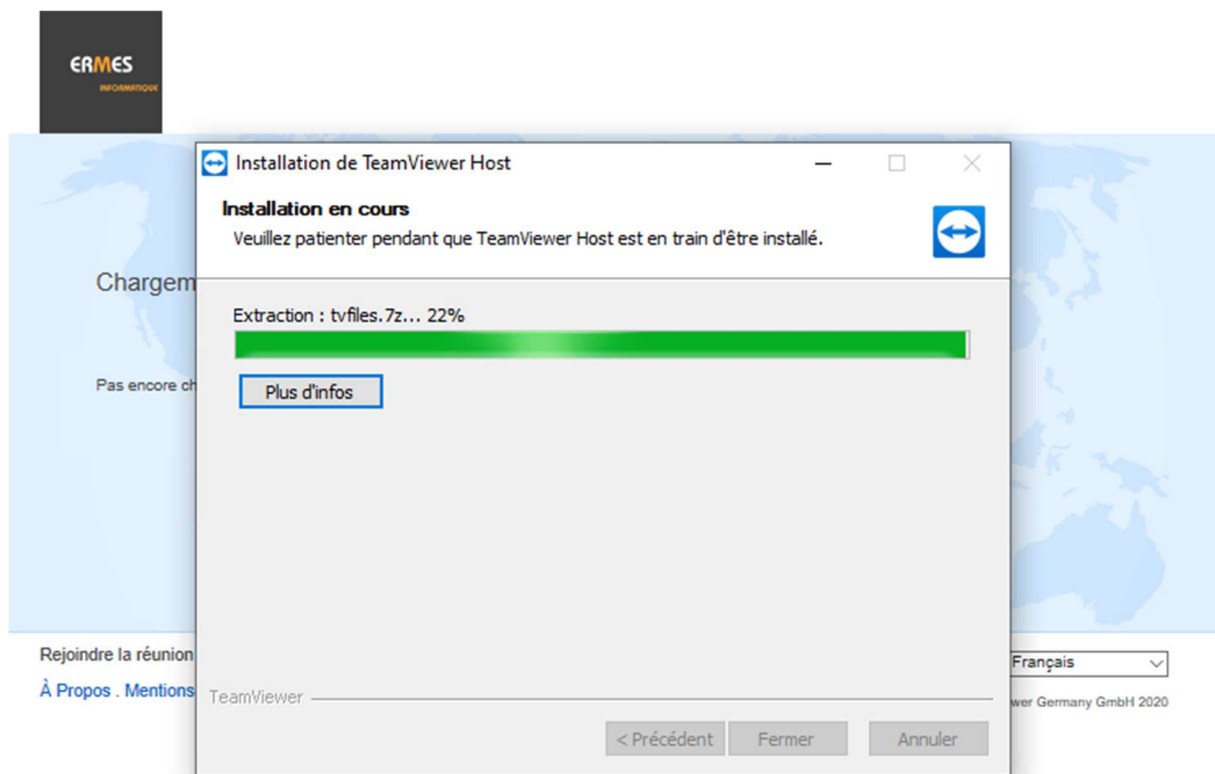 ERMES
INFORMATIQUE
Installation de TeamViewer Host
Installation en cours
Veuillez patienter pendant que TeamViewer Host est en train d'être installé.
Chargem
Extraction : tvfiles.7z... 22%
Pas encore ch
Plus d'infos
Rejoindre la réunion
Français
À Propos . Mentions
TeamViewer
wer Germany GmbH 2020
< Précédent
Fermer
Annuler